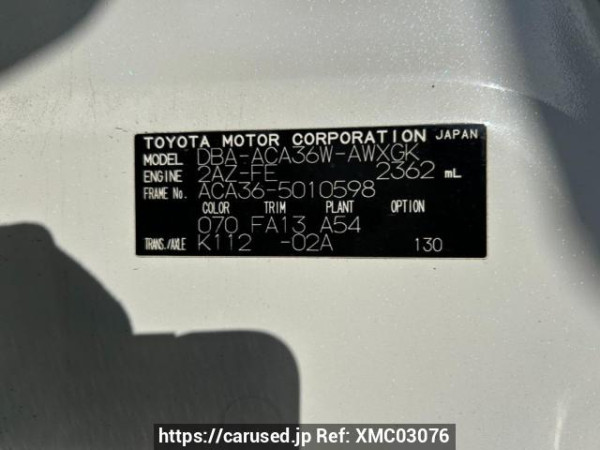 TOYOTA MOTOR CORPORATION JAPAN
MODEL DBA-ACA36W-AWXGK
ENGINE 2AZ-FE 2362 mL
FRAME No. ACA36-5010598
COLOR TRIM PLANT OPTION
070 FA13 A54
TRANS./AXLE K112 -02A 130
https://carused.jp Ref: XMC03076